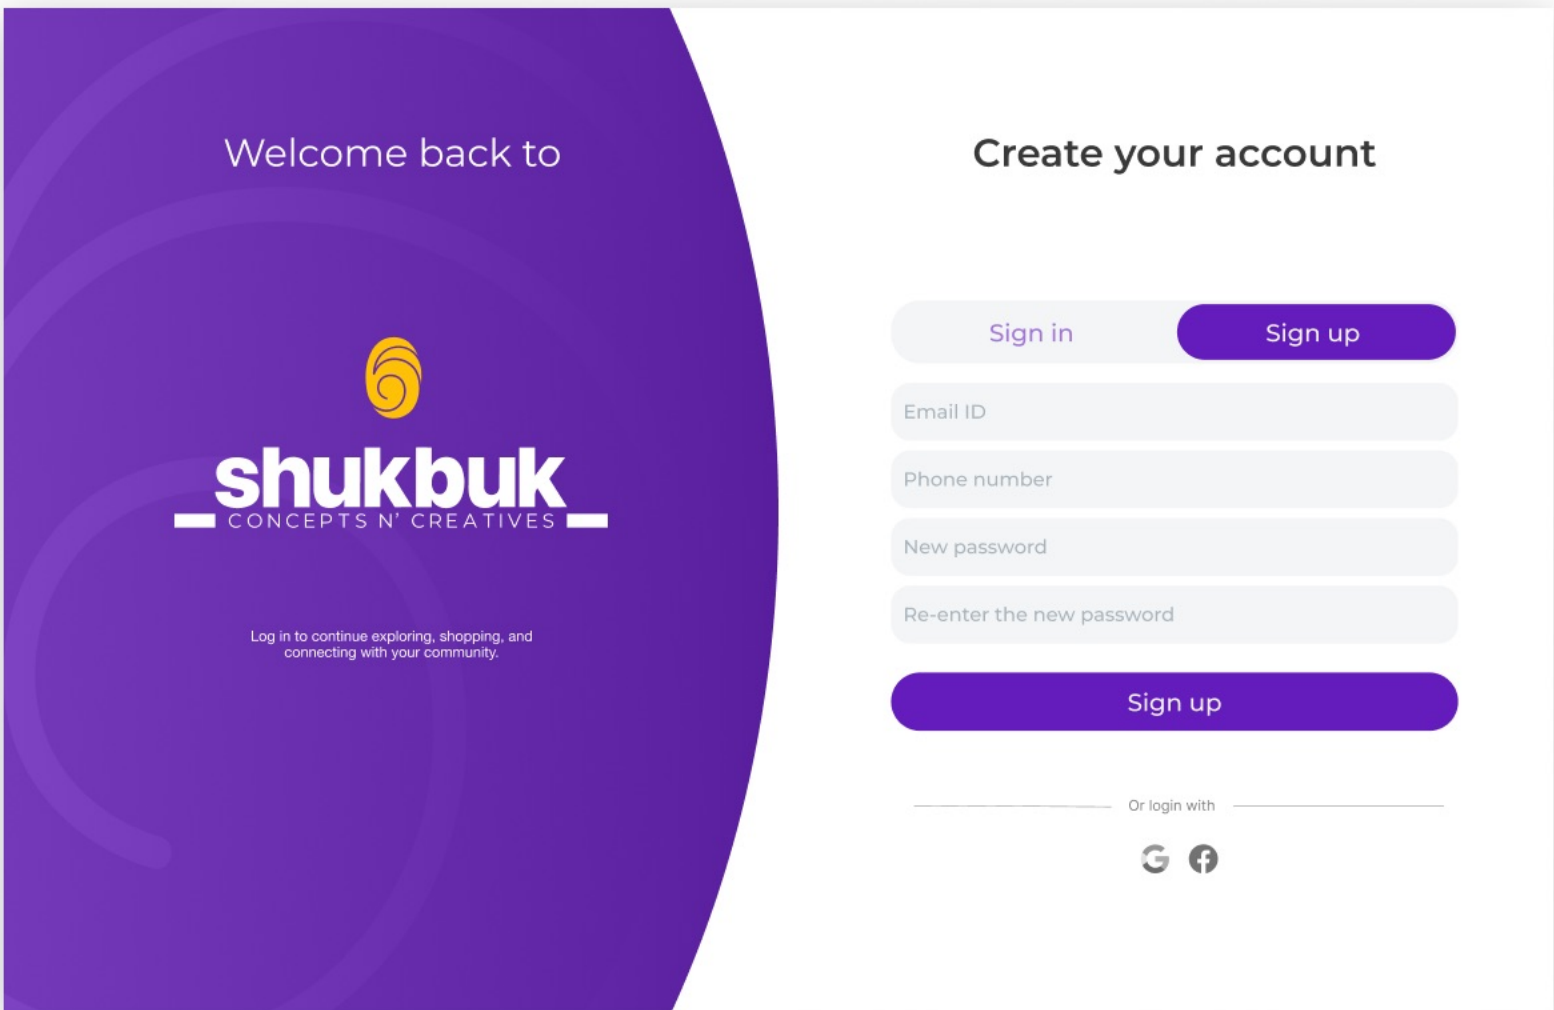 Welcome back to
shukbuk
CONCEPTS N' CREATIVES
Log in to continue exploring, shopping, and
connecting with your community.
Create your account
Sign in
Sign up
Email ID
Phone number
New password
Re-enter the new password
Sign up
Or login with